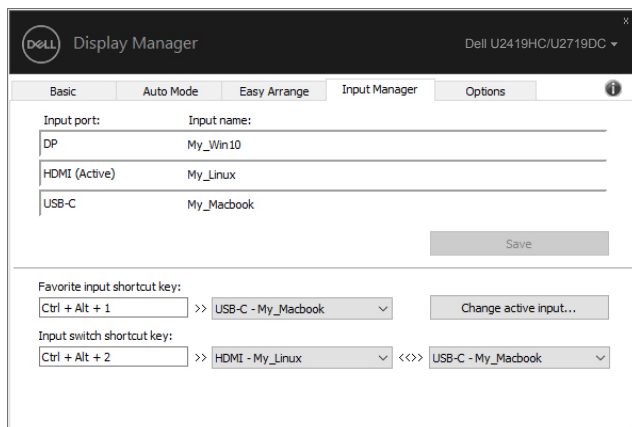 x
DELL Display Manager Dell U2419HC/U2719DC
Basic Auto Mode Easy Arrange Input Manager Options i
Input port: Input name:
DP My_Win10
HDMI (Active) My_Linux
USB-C My_Macbook
Save
Favorite input shortcut key:
Ctrl + Alt + 1 >> USB-C - My_Macbook Change active input...
Input switch shortcut key:
Ctrl + Alt + 2 >> HDMI - My_Linux <<>> USB-C - My_Macbook